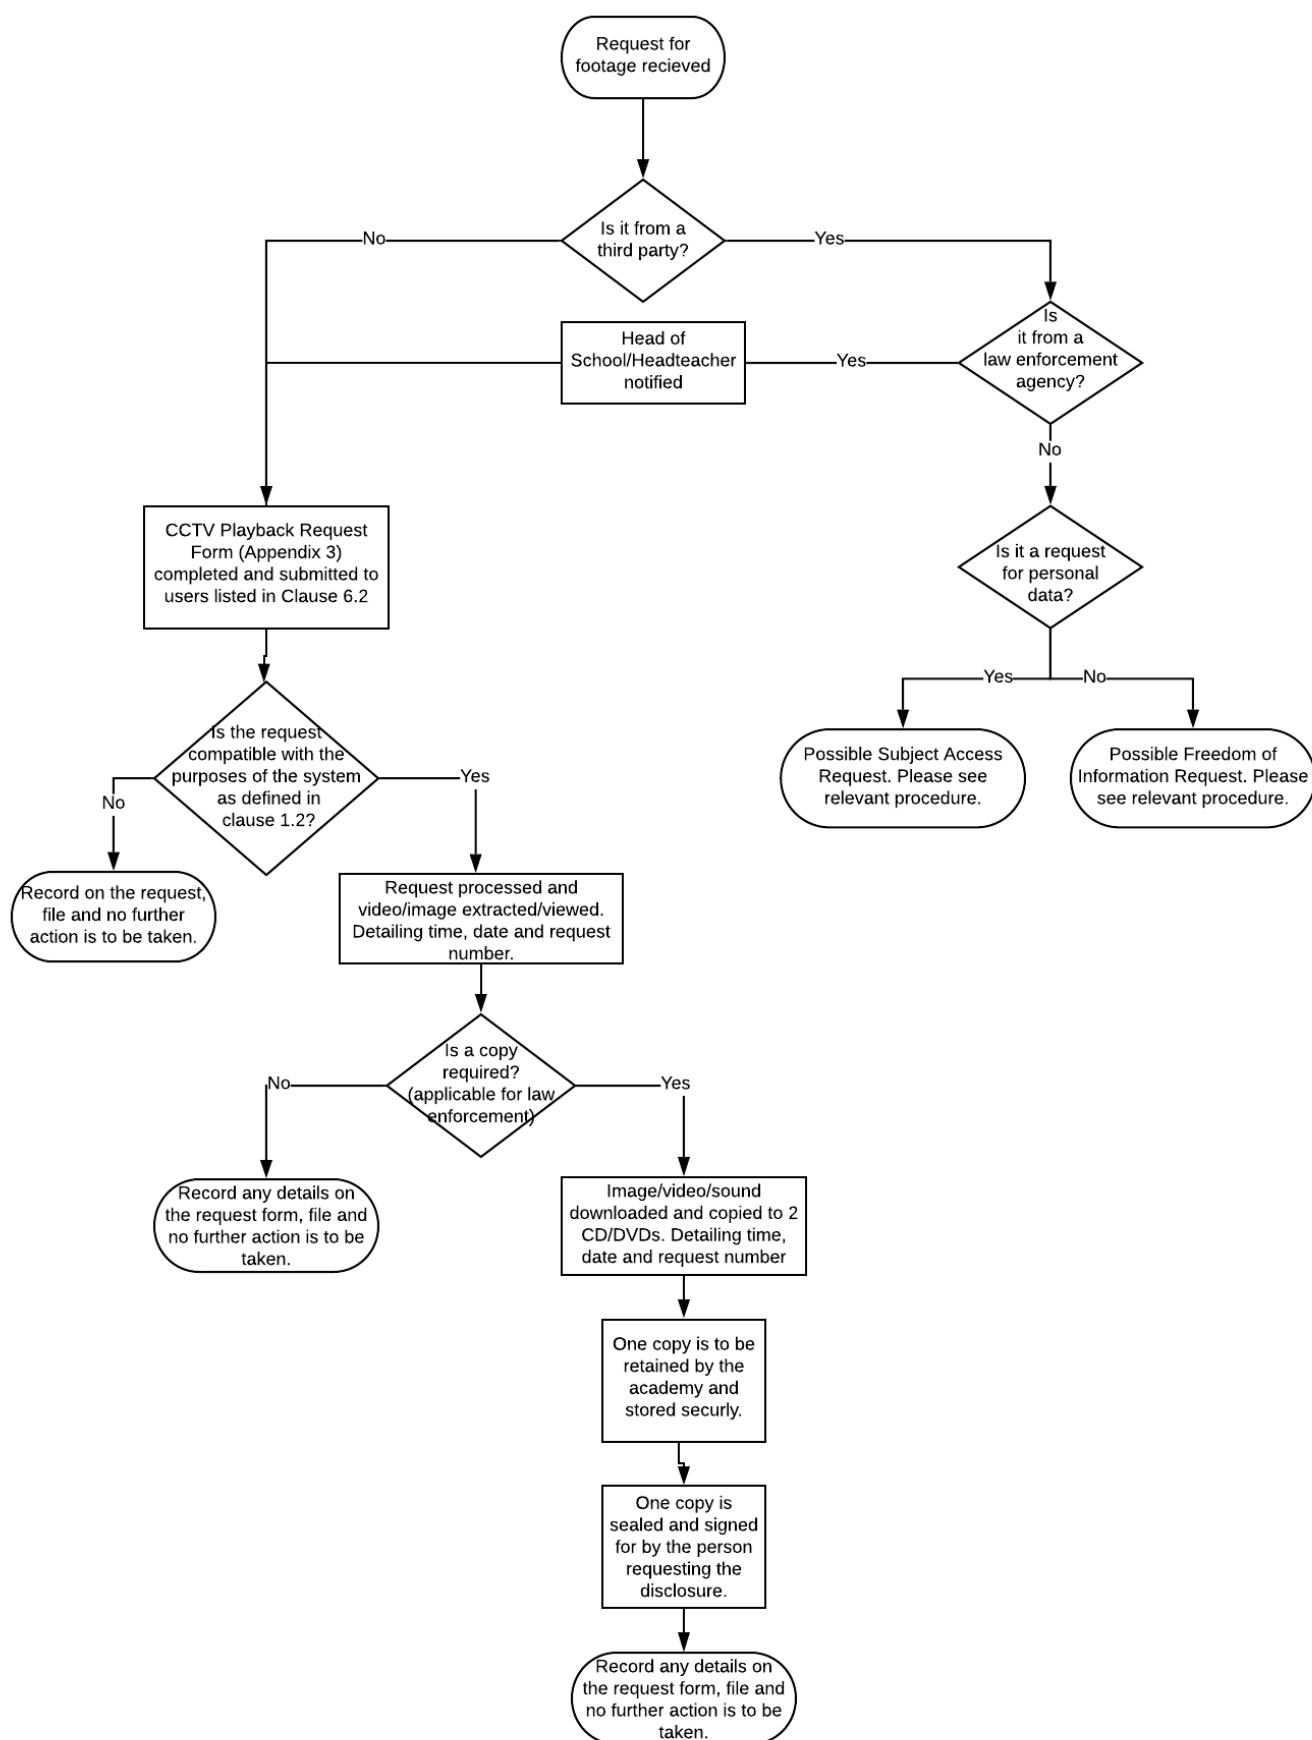 Request for
footage recieved
Is it from a
third party?
No
Yes
Is
it from a
law enforcement
agency?
Head of
School/Headteacher
notified
Yes
No
CCTV Playback Request
Form (Appendix 3)
completed and submitted to
users listed in Clause 6.2
Is it a request
for personal
data?
Yes
No
Possible Subject Access
Request. Please see
relevant procedure.
Possible Freedom of
Information Request. Please
see relevant procedure.
Is the request
compatible with the
purposes of the system
as defined in
clause 1.2?
No
Yes
Record on the request,
file and no further
action is to be taken.
Request processed and
video/image extracted/viewed.
Detailing time, date and request
number.
Is a copy
required?
(applicable for law
enforcement)
No
Yes
Record any details on
the request form, file and
no further action is to be
taken.
Image/video/sound
downloaded and copied to 2
CD/DVDs. Detailing time,
date and request number
One copy is to be
retained by the
academy and
stored securly.
One copy is
sealed and signed
for by the person
requesting the
disclosure.
Record any details on
the request form, file and
no further action is to be
taken.